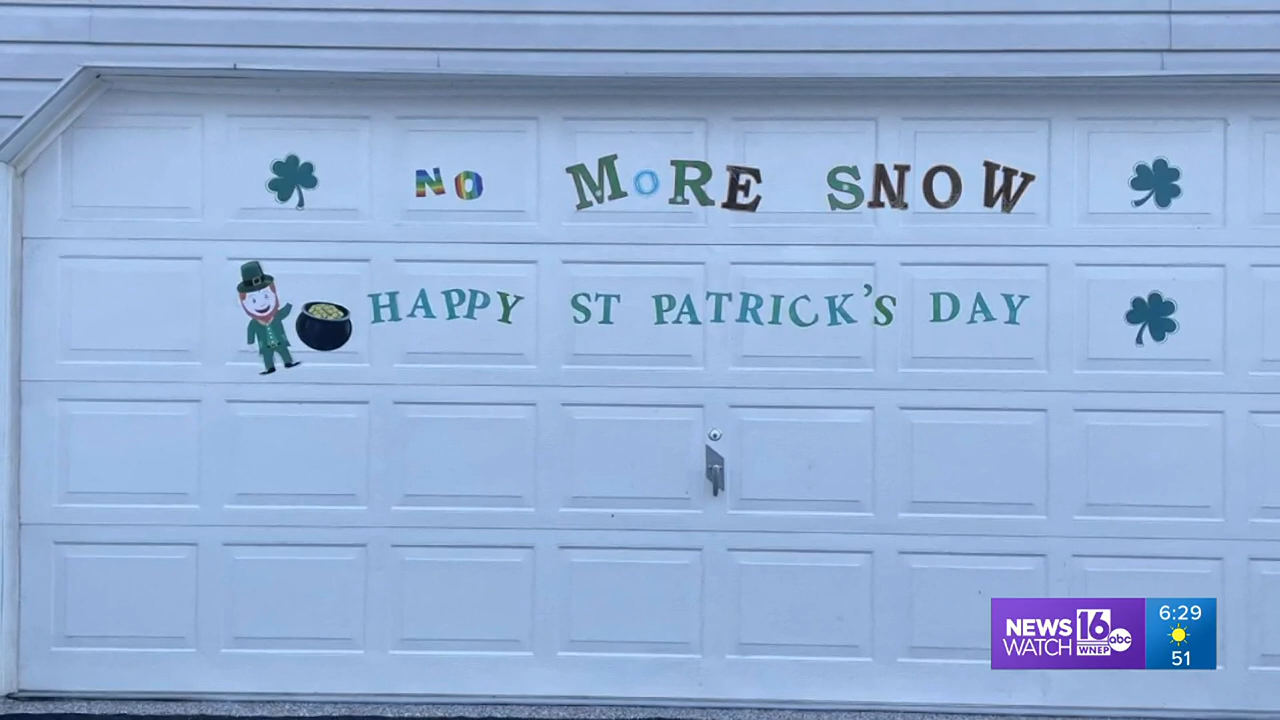 NO MoRE SNOW
HAPPY ST PATRICK'S DAY
NEWS WATCH 16 WNEP abc
6:29
51